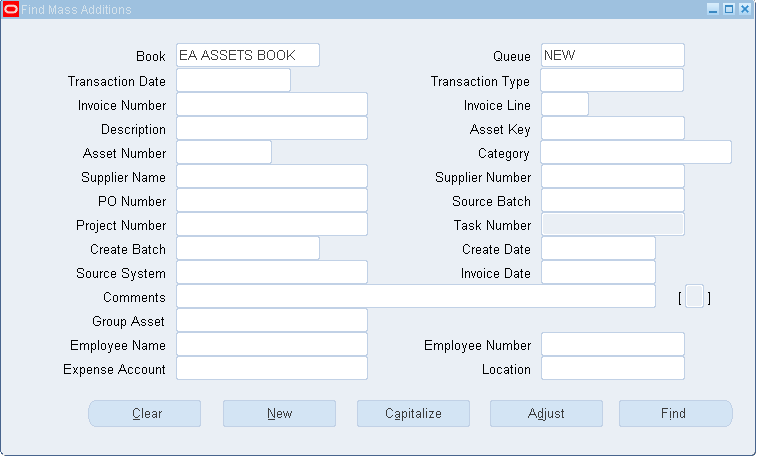 Find Mass Additions
Book EA ASSETS BOOK Queue NEW
Transaction Date Transaction Type
Invoice Number Invoice Line
Description Asset Key
Asset Number Category
Supplier Name Supplier Number
PO Number Source Batch
Project Number Task Number
Create Batch Create Date
Source System Invoice Date
Comments [ ]
Group Asset
Employee Name Employee Number
Expense Account Location
Clear New Capitalize Adjust Find